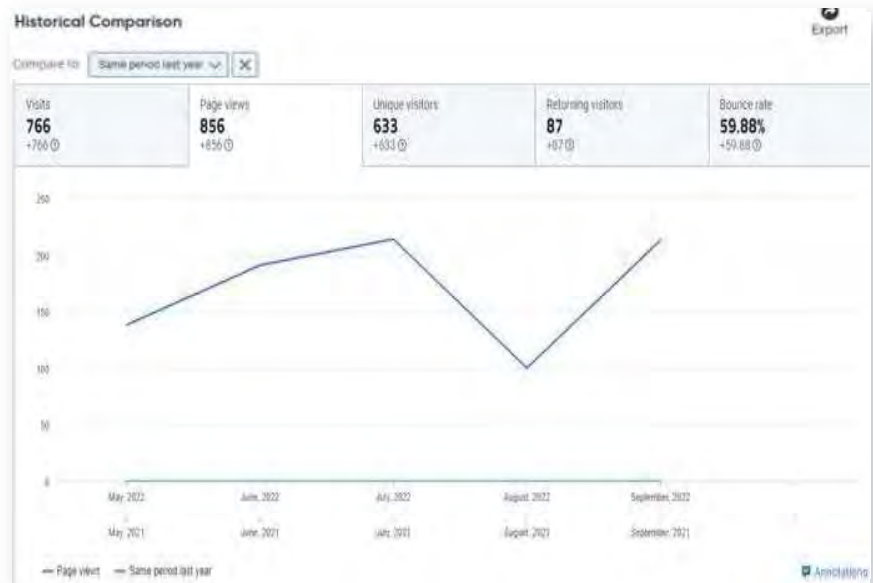 Historical Comparison
Export
Compare to: Same period last year
Visits
766
+766
Page views
856
+856
Unique visitors
633
+633
Returning visitors
87
+87
Bounce rate
59.88%
+59.88
250
200
150
100
50
0
May, 2022 June, 2022 July, 2022 August, 2022 September, 2022
May, 2021 June, 2021 July, 2021 August, 2021 September, 2021
Page views Same period last year
Annotations